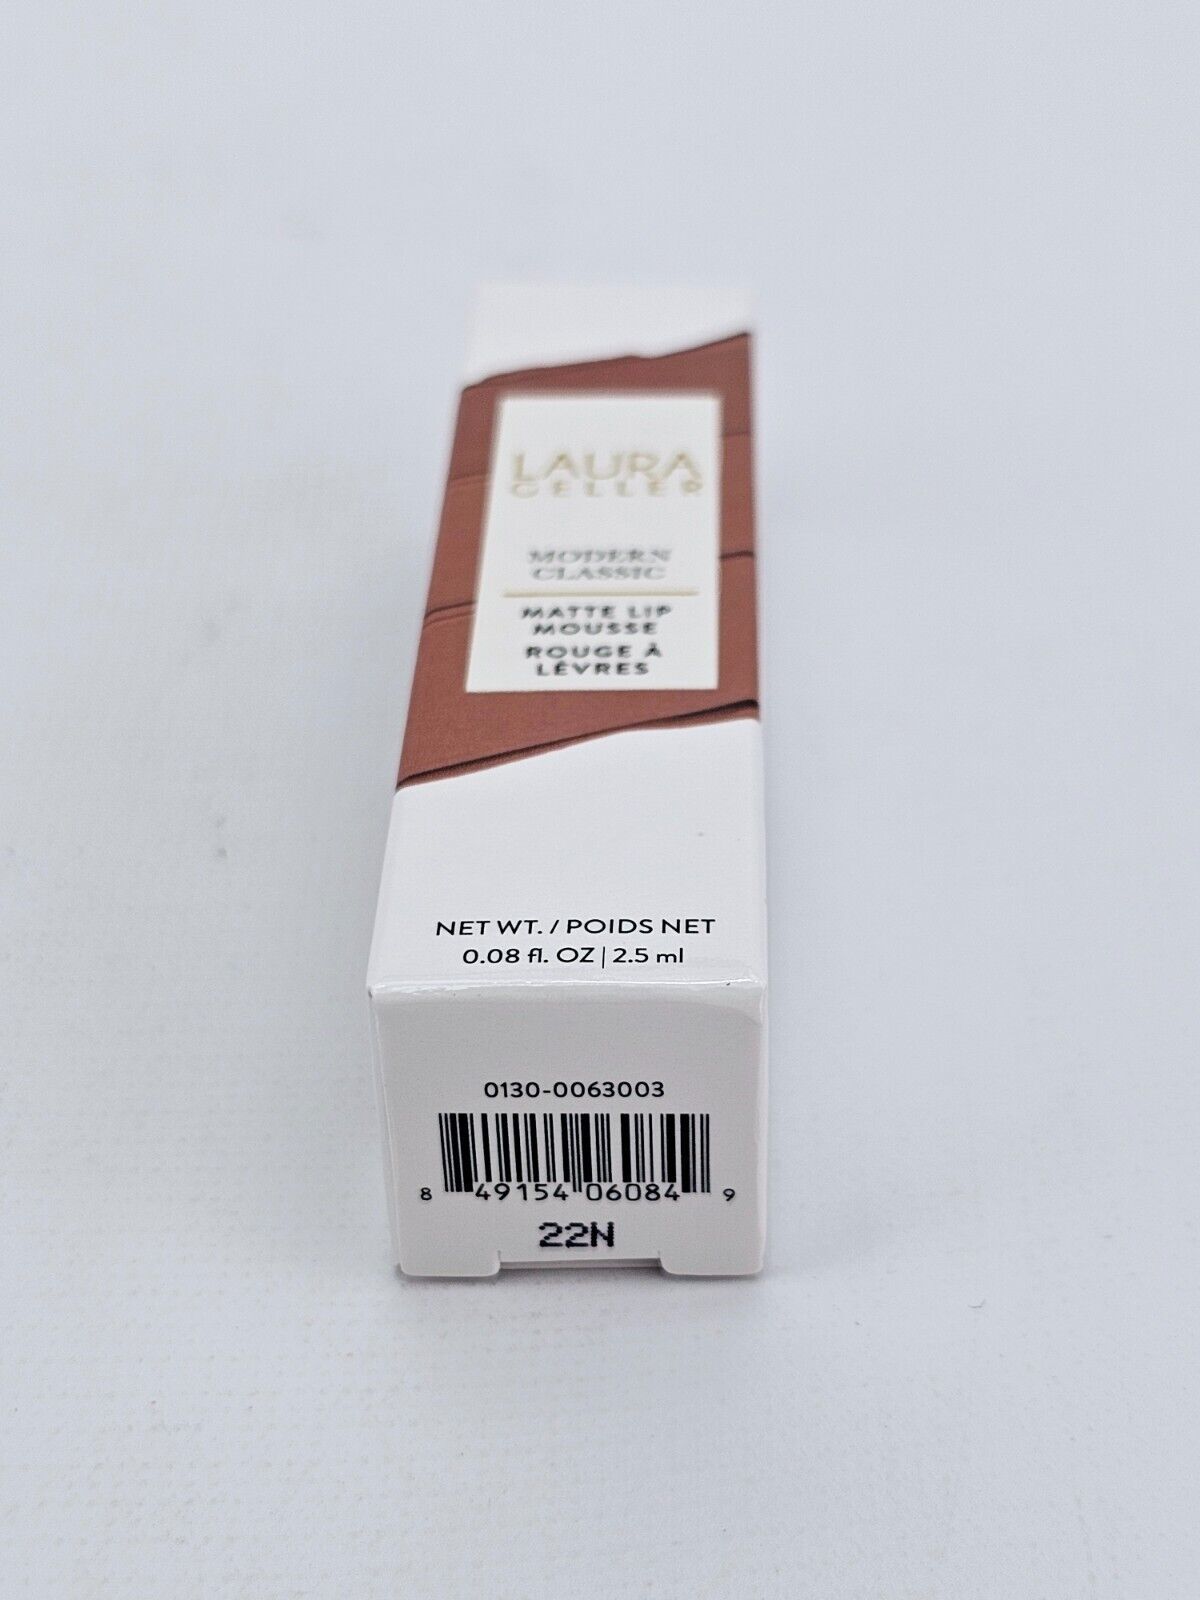 LAURA
GELLER
MODERN
CLASSIC
MATTE LIP
MOUSSE
ROUGE À
LÈVRES
NET WT. / POIDS NET
0.08 fl. OZ | 2.5 ml
0130-0063003
8 49154 06084 9
22N